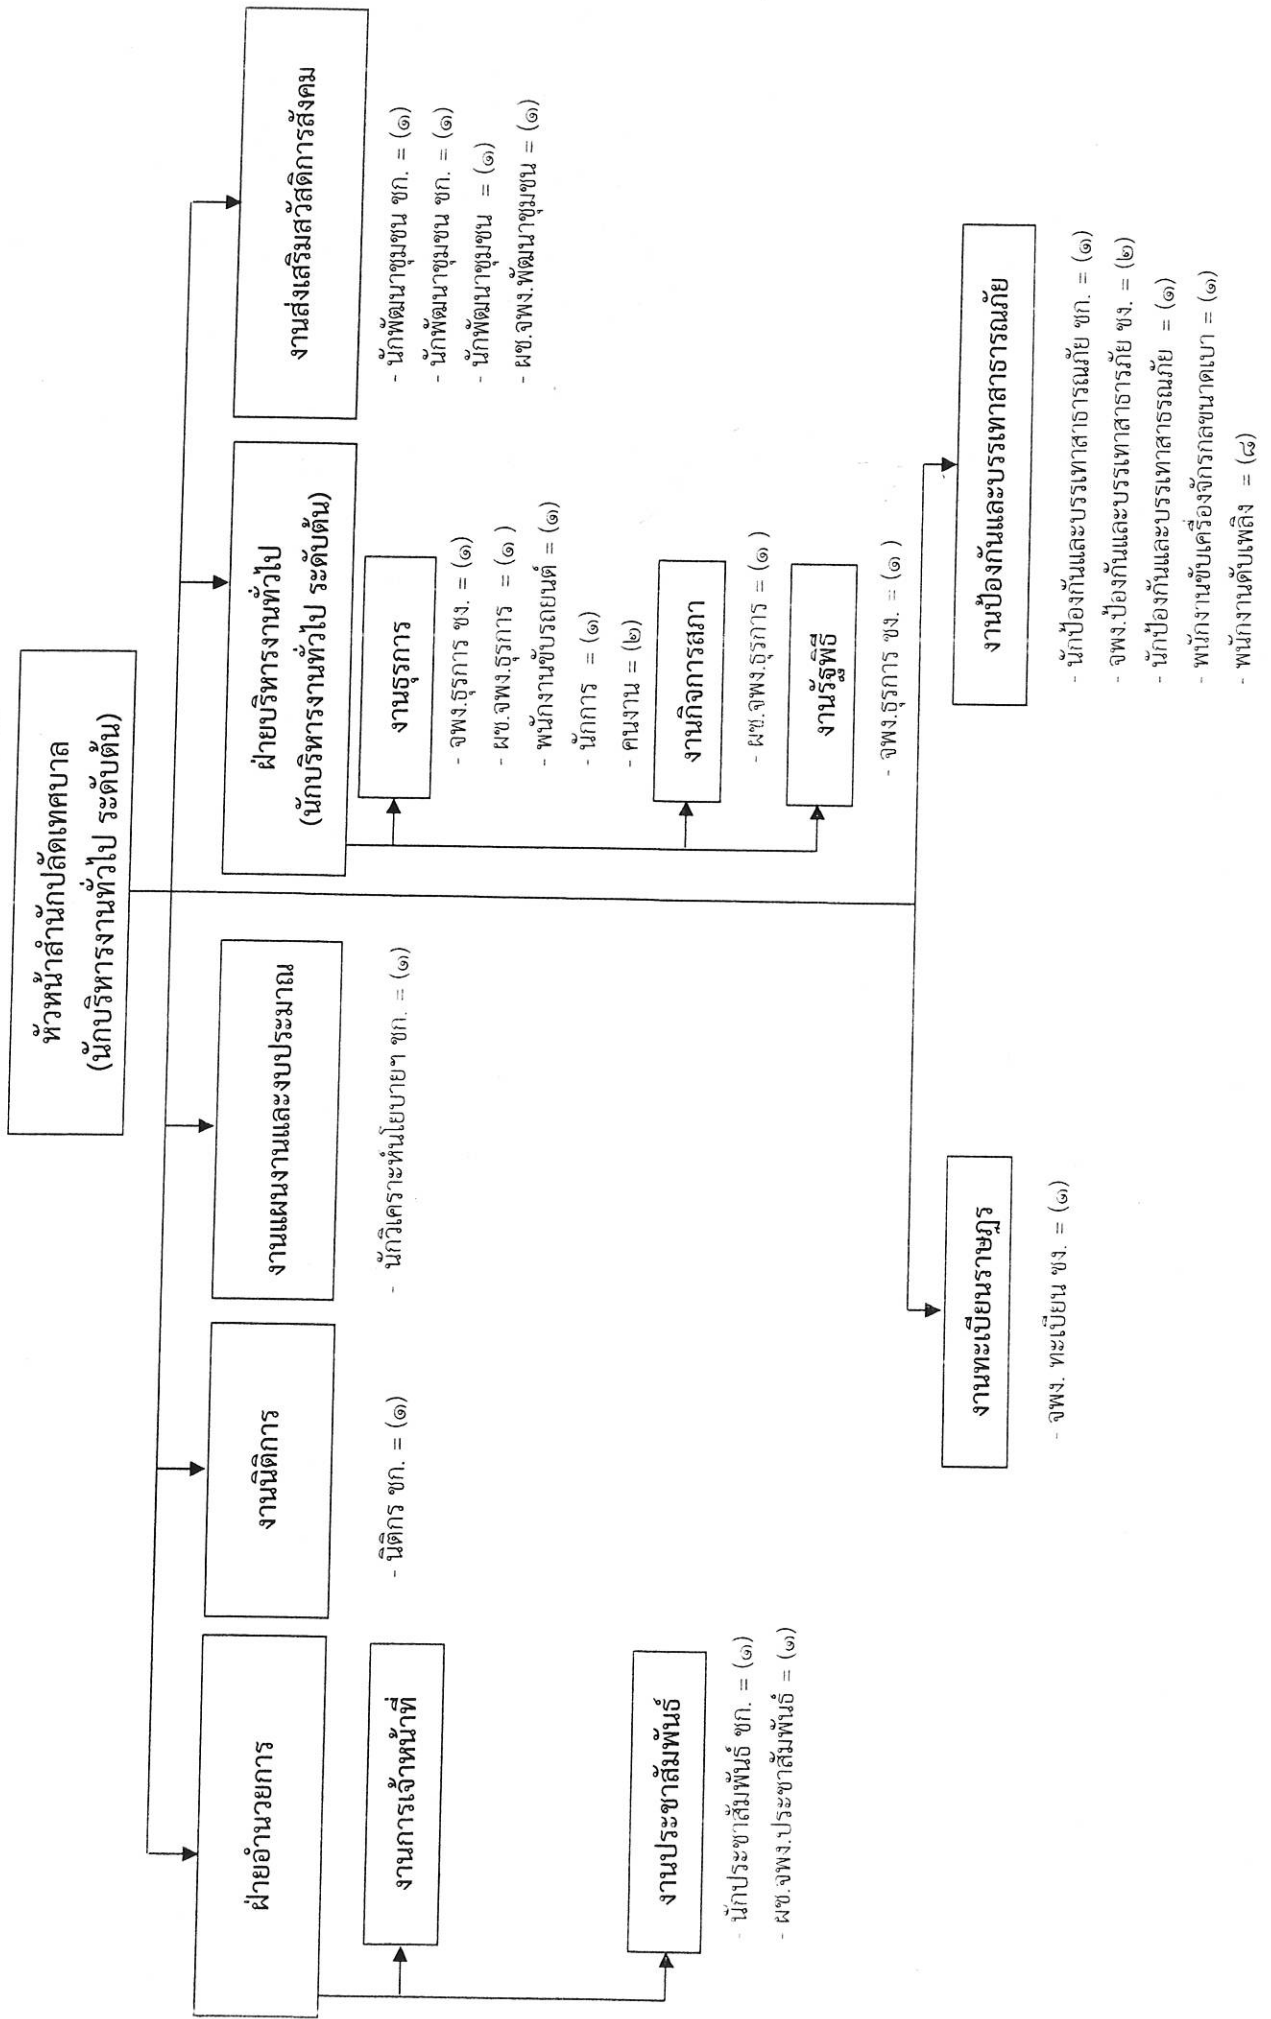 หัวหน้าสำนักปลัดเทศบาล
(นักบริหารงานทั่วไป ระดับต้น)
ฝ่ายอำนวยการ
งานการเจ้าหน้าที่
งานประชาสัมพันธ์
- นักประชาสัมพันธ์ ชก. = (๑)
- ผช.จพง.ประชาสัมพันธ์ = (๑)
งานนิติการ
- นิติกร ชก. = (๑)
งานแผนงานและงบประมาณ
- นักวิเคราะห์นโยบายฯ ชก. = (๑)
ฝ่ายบริหารงานทั่วไป
(นักบริหารงานทั่วไป ระดับต้น)
งานธุรการ
- จพง.ธุรการ ชง. = (๑)
- ผช.จพง.ธุรการ = (๑ )
- พนักงานขับรถยนต์ = (๑)
- นักการ = (๑)
- คนงาน = (๒)
งานกิจการสภา
- ผช.จพง.ธุรการ = (๑ )
งานรัฐพิธี
- จพง.ธุรการ ชง. = (๑ )
งานส่งเสริมสวัสดิการสังคม
- นักพัฒนาชุมชน ชก. = (๑)
- นักพัฒนาชุมชน ชก. = (๑)
- นักพัฒนาชุมชน = (๑)
- ผช.จพง.พัฒนาชุมชน = (๑)
งานทะเบียนราษฎร
- จพง. ทะเบียน ชง. = (๑)
งานป้องกันและบรรเทาสาธารณภัย
- นักป้องกันและบรรเทาสาธารณภัย ชก. = (๑)
- จพง.ป้องกันและบรรเทาสาธารภัย ชง. = (๒)
- นักป้องกันและบรรเทาสาธารณภัย = (๑)
- พนักงานขับเครื่องจักรกลขนาดเบา = (๑)
- พนักงานดับเพลิง = (๘)